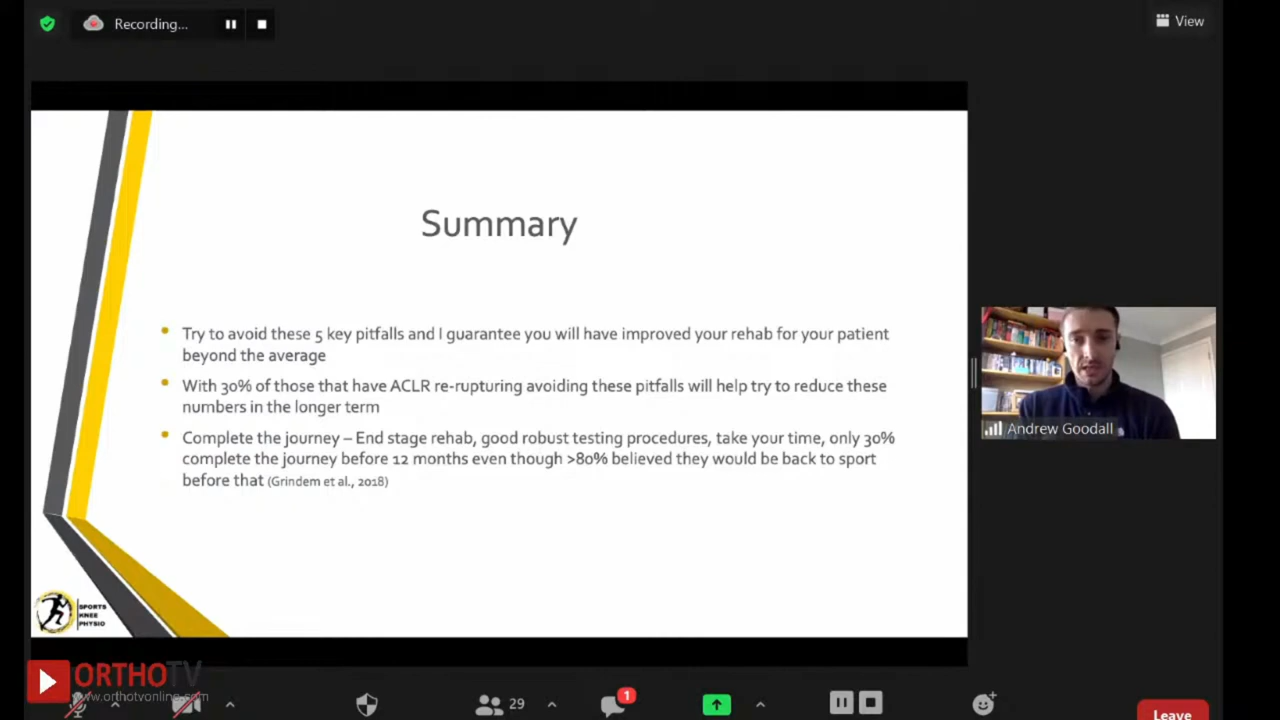 Recording...
View
Summary
Try to avoid these 5 key pitfalls and I guarantee you will have improved your rehab for your patient
beyond the average
With 30% of those that have ACLR re-rupturing avoiding these pitfalls will help try to reduce these
numbers in the longer term
Complete the journey – End stage rehab, good robust testing procedures, take your time, only 30%
complete the journey before 12 months even though >80% believed they would be back to sport
before that (Grindem et al., 2018)
Andrew Goodall
SPORTS
KNEE
PHYSIO
ORTHOTV
www.orthotvonline.com
29
1
Leave